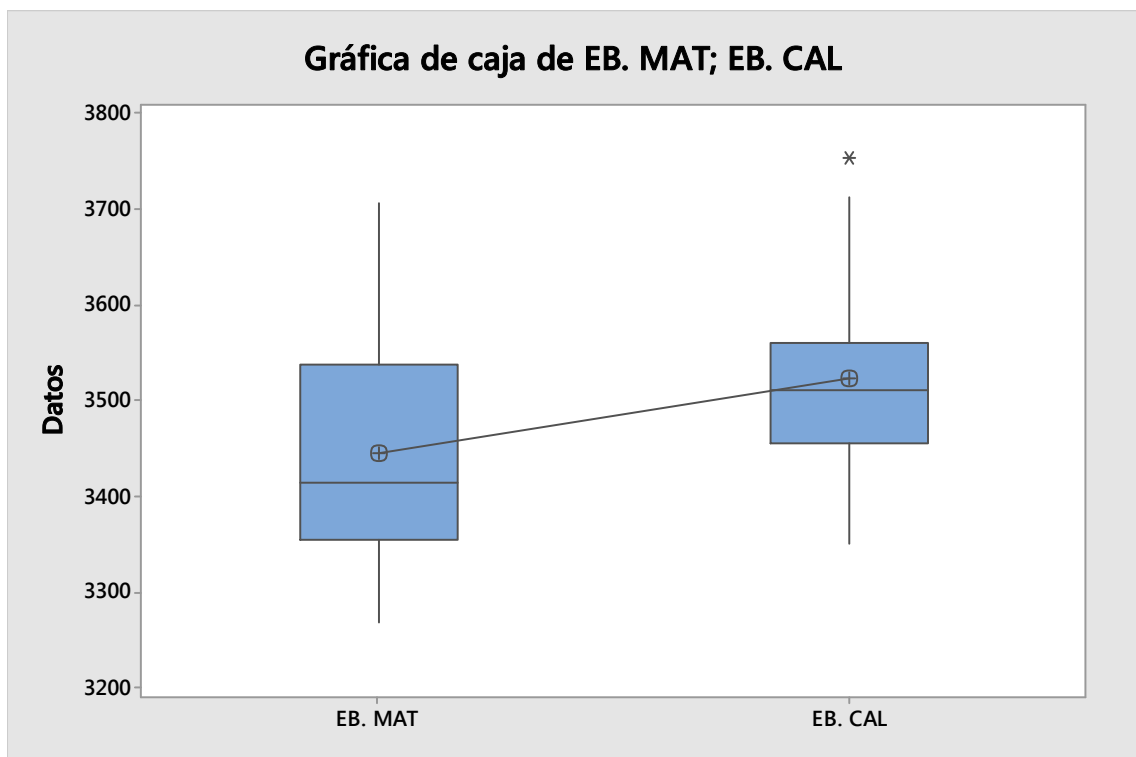 Gráfica de caja de EB. MAT; EB. CAL
3800
3700
3600
3500
3400
3300
3200
Datos
EB. MAT
EB. CAL